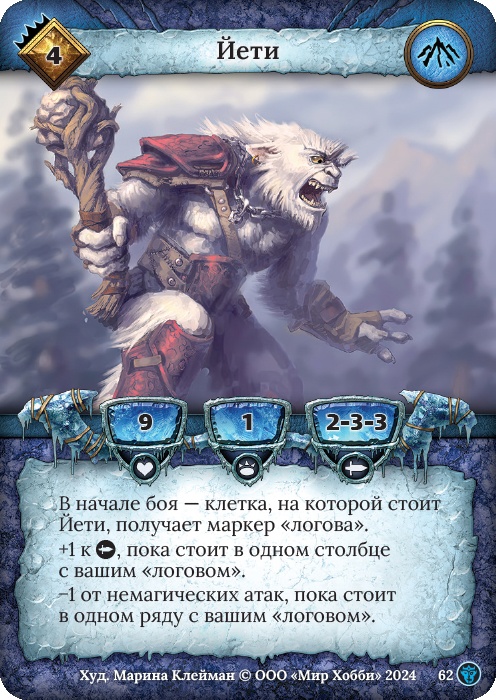 4
Йети
9
1
2-3-3
В начале боя — клетка, на которой стоит
Йети, получает маркер «логова».
+1 к , пока стоит в одном столбце
с вашим «логовом».
−1 от немагических атак, пока стоит
в одном ряду с вашим «логовом».
Худ. Марина Клейман © ООО «Мир Хобби» 2024
62